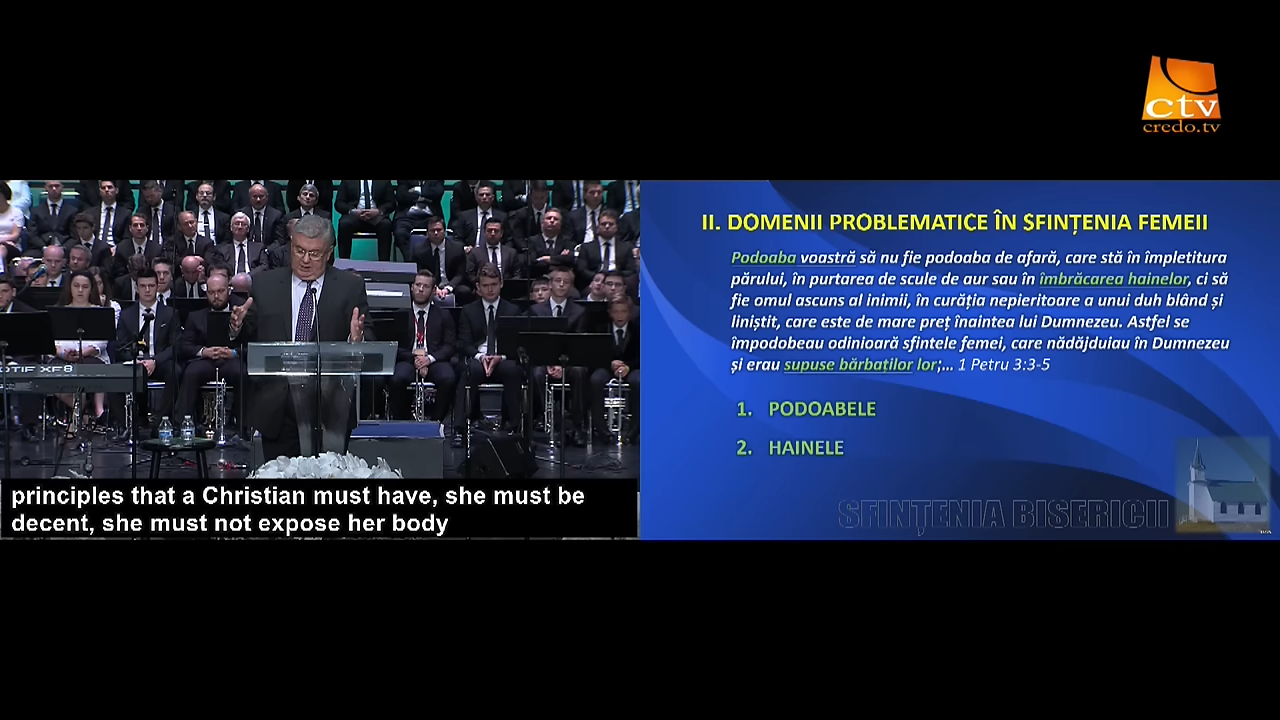 ctv
credo.tv
II. DOMENII PROBLEMATICE ÎN SFINȚENIA FEMEII
Podoaba voastră să nu fie podoaba de afară, care stă în împletitura
părului, în purtarea de scule de aur sau în îmbrăcarea hainelor, ci să
fie omul ascuns al inimii, în curăția nepieritoare a unui duh blând și
liniștit, care este de mare preț înaintea lui Dumnezeu. Astfel se
împodobeau odinioară sfintele femei, care nădăjduiau în Dumnezeu
și erau supuse bărbaților lor;... 1 Petru 3:3-5
1. PODOABELE
2. HAINELE
SFINȚENIA BISERICII
OTIF XF8
principles that a Christian must have, she must be
decent, she must not expose her body